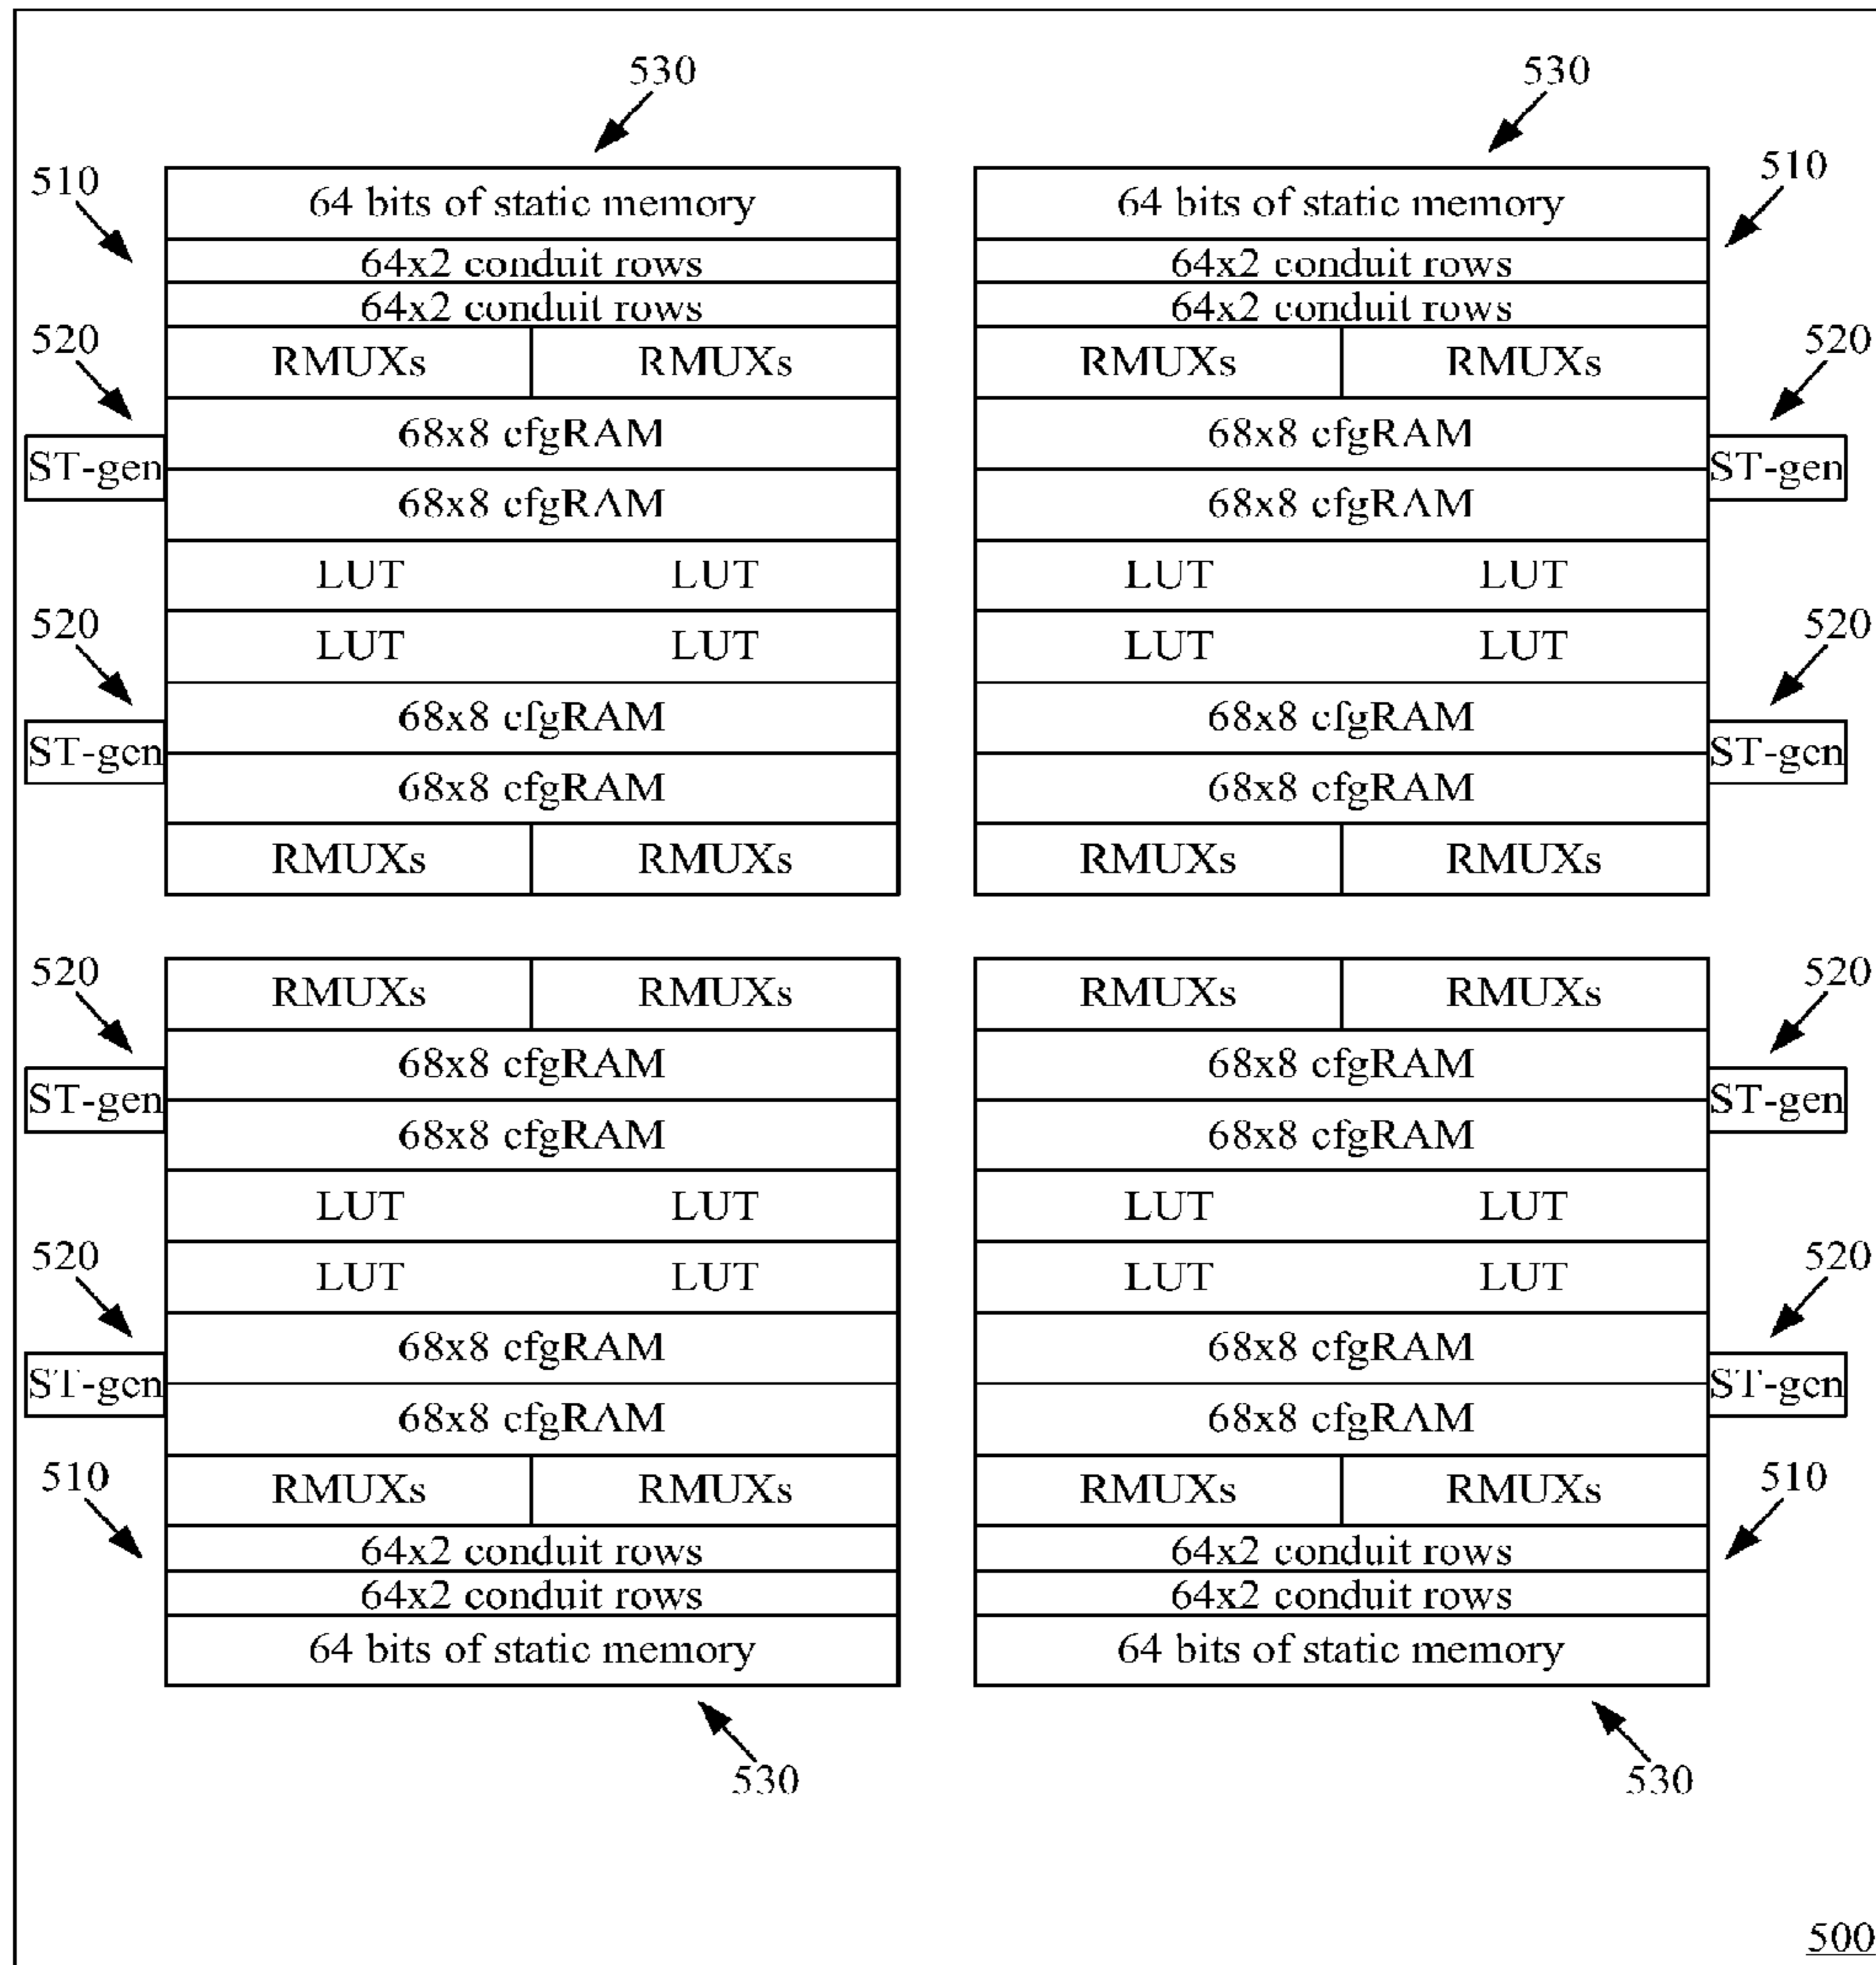 530 530
510 64 bits of static memory 64 bits of static memory 510
64x2 conduit rows 64x2 conduit rows
64x2 conduit rows 64x2 conduit rows
520 RMUXs RMUXs RMUXs RMUXs 520
68x8 cfgRAM 68x8 cfgRAM
ST-gen ST-gen
68x8 cfgRAM 68x8 cfgRAM
LUT LUT LUT LUT
520 LUT LUT LUT LUT 520
68x8 cfgRAM 68x8 cfgRAM
ST-gen ST-gen
68x8 cfgRAM 68x8 cfgRAM
RMUXs RMUXs RMUXs RMUXs
520 RMUXs RMUXs RMUXs RMUXs 520
68x8 cfgRAM 68x8 cfgRAM
ST-gen ST-gen
68x8 cfgRAM 68x8 cfgRAM
LUT LUT LUT LUT
520 LUT LUT LUT LUT 520
68x8 cfgRAM 68x8 cfgRAM
ST-gen ST-gen
68x8 cfgRAM 68x8 cfgRAM
510 RMUXs RMUXs RMUXs RMUXs 510
64x2 conduit rows 64x2 conduit rows
64x2 conduit rows 64x2 conduit rows
64 bits of static memory 64 bits of static memory
530 530
500